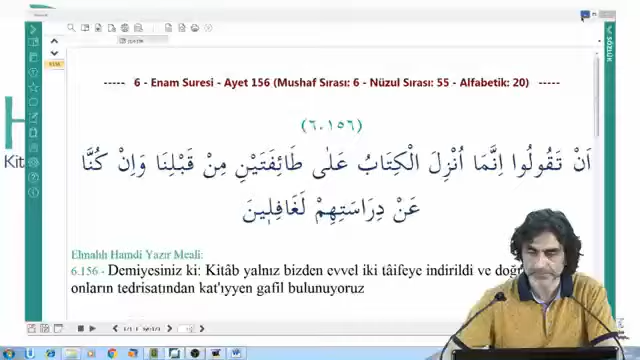 6 - Enam Suresi - Ayet 156 (Mushaf Sırası: 6 - Nüzul Sırası: 55 - Alfabetik: 20)
(٦.١٥٦)
اَنْ تَقُولُوا اِنَّمَا اُنْزِلَ الْكِتَابُ عَلٰى طَائِفَتَيْنِ مِنْ قَبْلِنَا وَاِنْ كُنَّا
عَنْ دِرَاسَتِهِمْ لَغَافِلٖينَ
Elmalılı Hamdi Yazır Meali:
6.156 - Demiyesiniz ki: Kitâb yalnız bizden evvel iki tâifeye indirildi ve doğ
onların tedrisatından kat'ıyyen gafil bulunuyoruz
SÖZLÜK
Kit